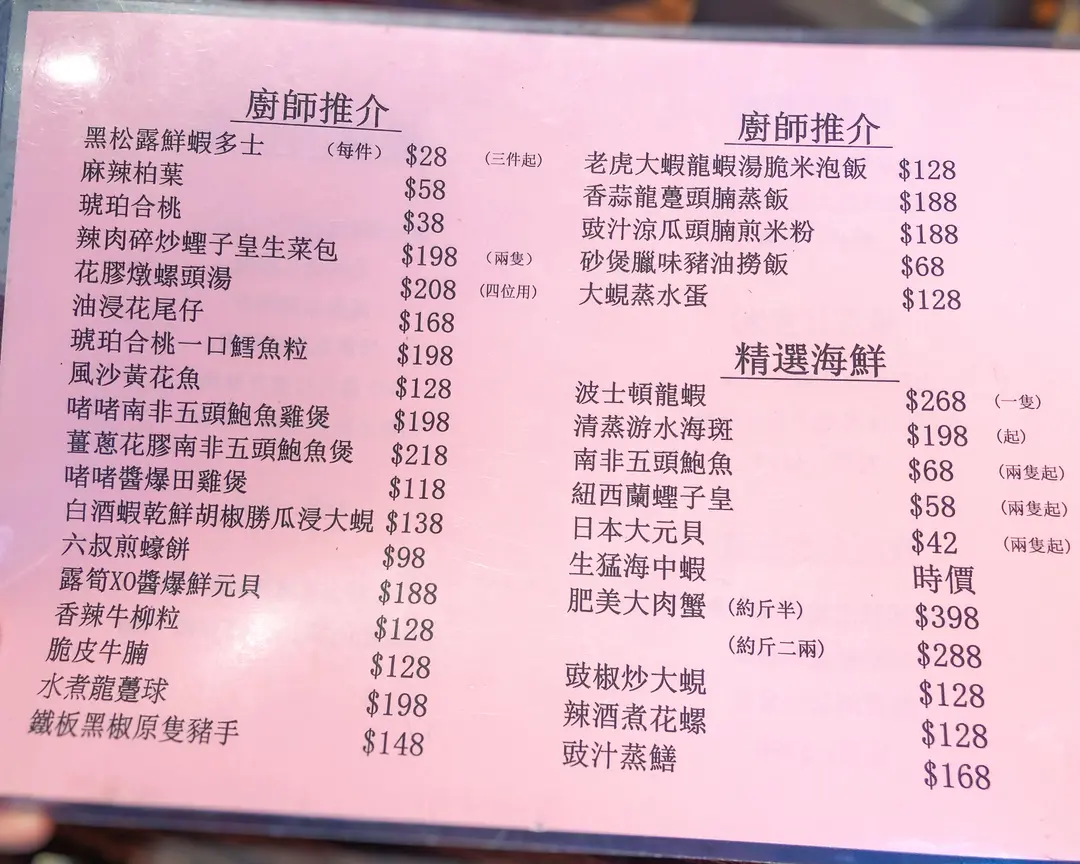 廚師推介
黑松露鮮蝦多士 （每件） $28 （三件起）
麻辣柏葉 $58
琥珀合桃 $38
辣肉碎炒蟶子皇生菜包 $198 （兩隻）
花膠燉螺頭湯 $208 （四位用）
油浸花尾仔 $168
琥珀合桃一口鱈魚粒 $198
風沙黃花魚 $128
啫啫南非五頭鮑魚雞煲 $198
薑蔥花膠南非五頭鮑魚煲 $218
啫啫醬爆田雞煲 $118
白酒蝦乾鮮胡椒勝瓜浸大蜆 $138
六叔煎蠔餅 $98
露筍XO醬爆鮮元貝 $188
香辣牛柳粒 $128
脆皮牛腩 $128
水煮龍躉球 $198
鐵板黑椒原隻豬手 $148
廚師推介
老虎大蝦龍蝦湯脆米泡飯 $128
香蒜龍躉頭腩蒸飯 $188
豉汁涼瓜頭腩煎米粉 $188
砂煲臘味豬油撈飯 $68
大蜆蒸水蛋 $128
精選海鮮
波士頓龍蝦 $268 （一隻）
清蒸游水海斑 $198 （起）
南非五頭鮑魚 $68 （兩隻起）
紐西蘭蟶子皇 $58 （兩隻起）
日本大元貝 $42 （兩隻起）
生猛海中蝦 時價
肥美大肉蟹 （約斤半） $398
（約斤二兩） $288
豉椒炒大蜆 $128
辣酒煮花螺 $128
豉汁蒸鱔 $168